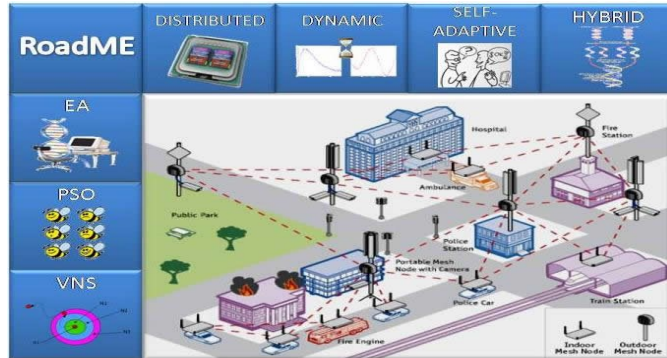 RoadME
DISTRIBUTED
DYNAMIC
SELF-
ADAPTIVE
HYBRID
EA
PSO
VNS
Hospital
Fire
Station
Ambulance
Public Park
Police
Station
Portable Mesh
Node with Camera
Police Car
Train Station
Fire Engine
Indoor
Mesh Node
Outdoor
Mesh Node